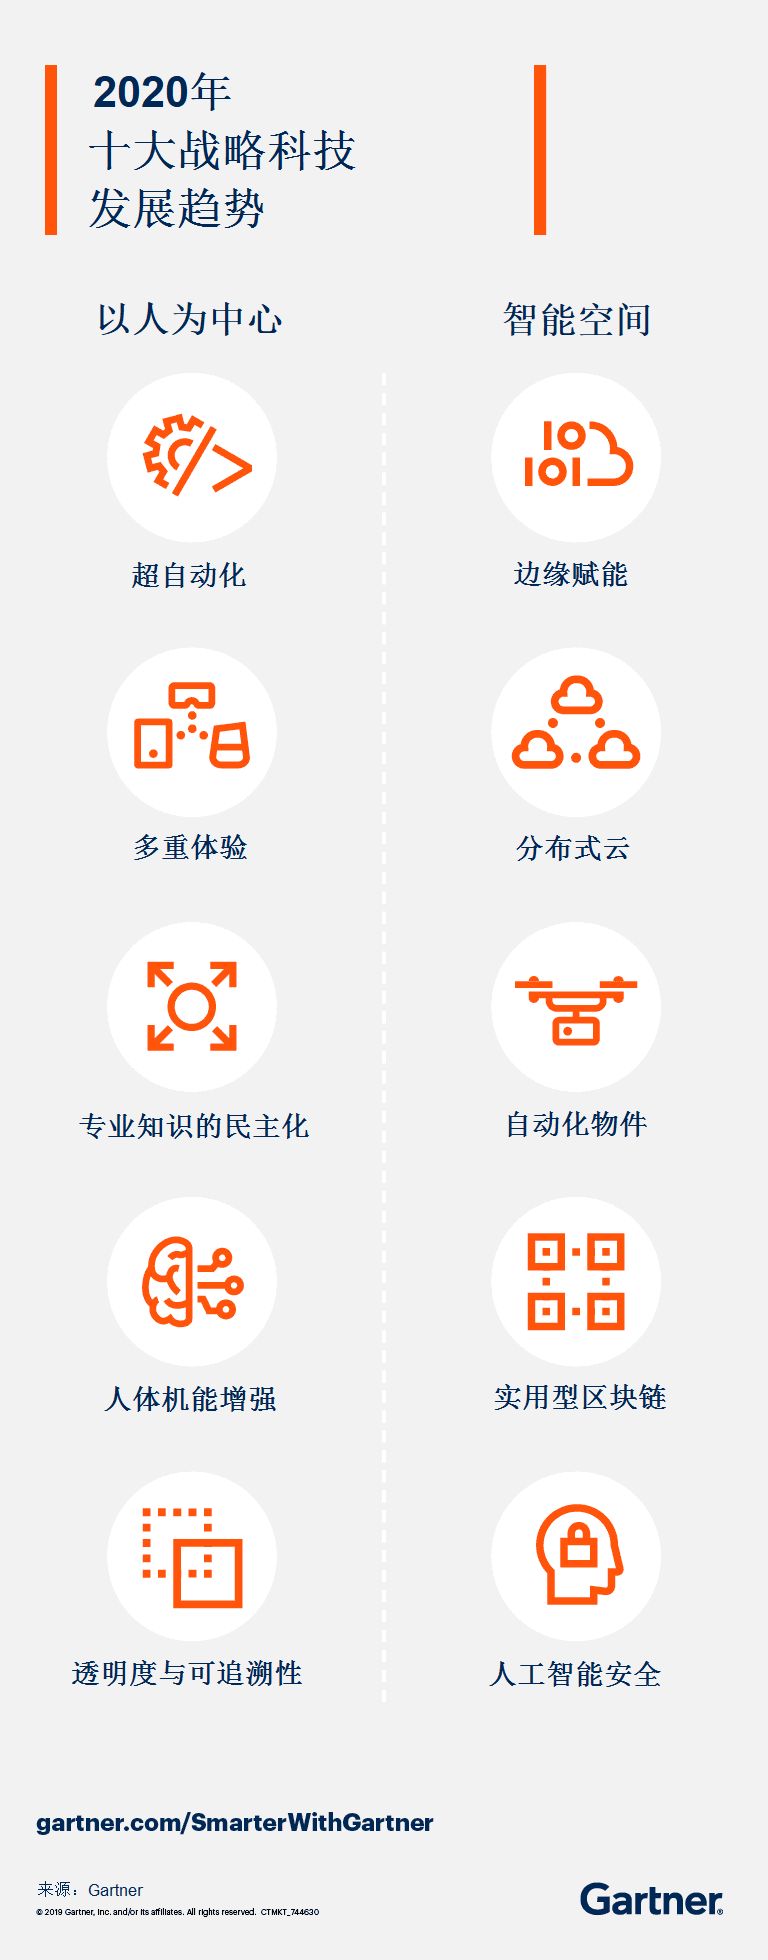 2020年
十大战略科技
发展趋势
以人为中心
智能空间
超自动化
边缘赋能
多重体验
分布式云
专业知识的民主化
自动化物件
人体机能增强
实用型区块链
透明度与可追溯性
人工智能安全
gartner.com/SmarterWithGartner
来源：Gartner
© 2019 Gartner, Inc. and/or its affiliates. All rights reserved. CTMKT_744630
Gartner®